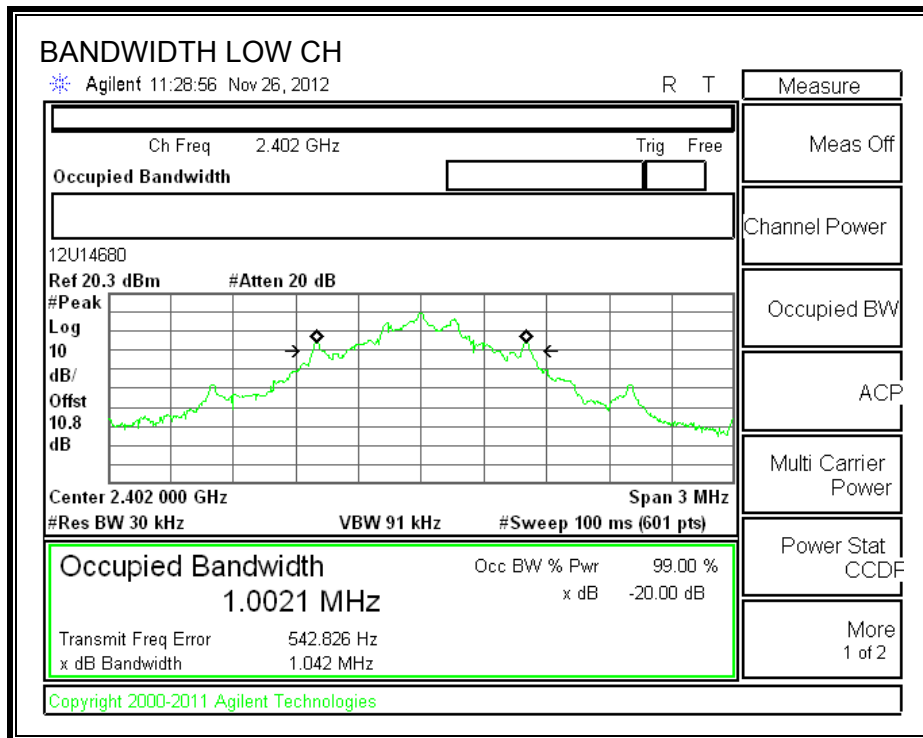 BANDWIDTH LOW CH
Agilent 11:28:56 Nov 26, 2012 R T
Ch Freq 2.402 GHz Trig Free
Occupied Bandwidth
12U14680
Ref 20.3 dBm #Atten 20 dB
#Peak
Log
10
dB/
Offst
10.8
dB
Center 2.402 000 GHz Span 3 MHz
#Res BW 30 kHz VBW 91 kHz #Sweep 100 ms (601 pts)
Occupied Bandwidth Occ BW % Pwr 99.00 %
1.0021 MHz x dB -20.00 dB
Transmit Freq Error 542.826 Hz
x dB Bandwidth 1.042 MHz
Copyright 2000-2011 Agilent Technologies
Measure
Meas Off
Channel Power
Occupied BW
ACP
Multi Carrier
Power
Power Stat
CCDF
More
1 of 2